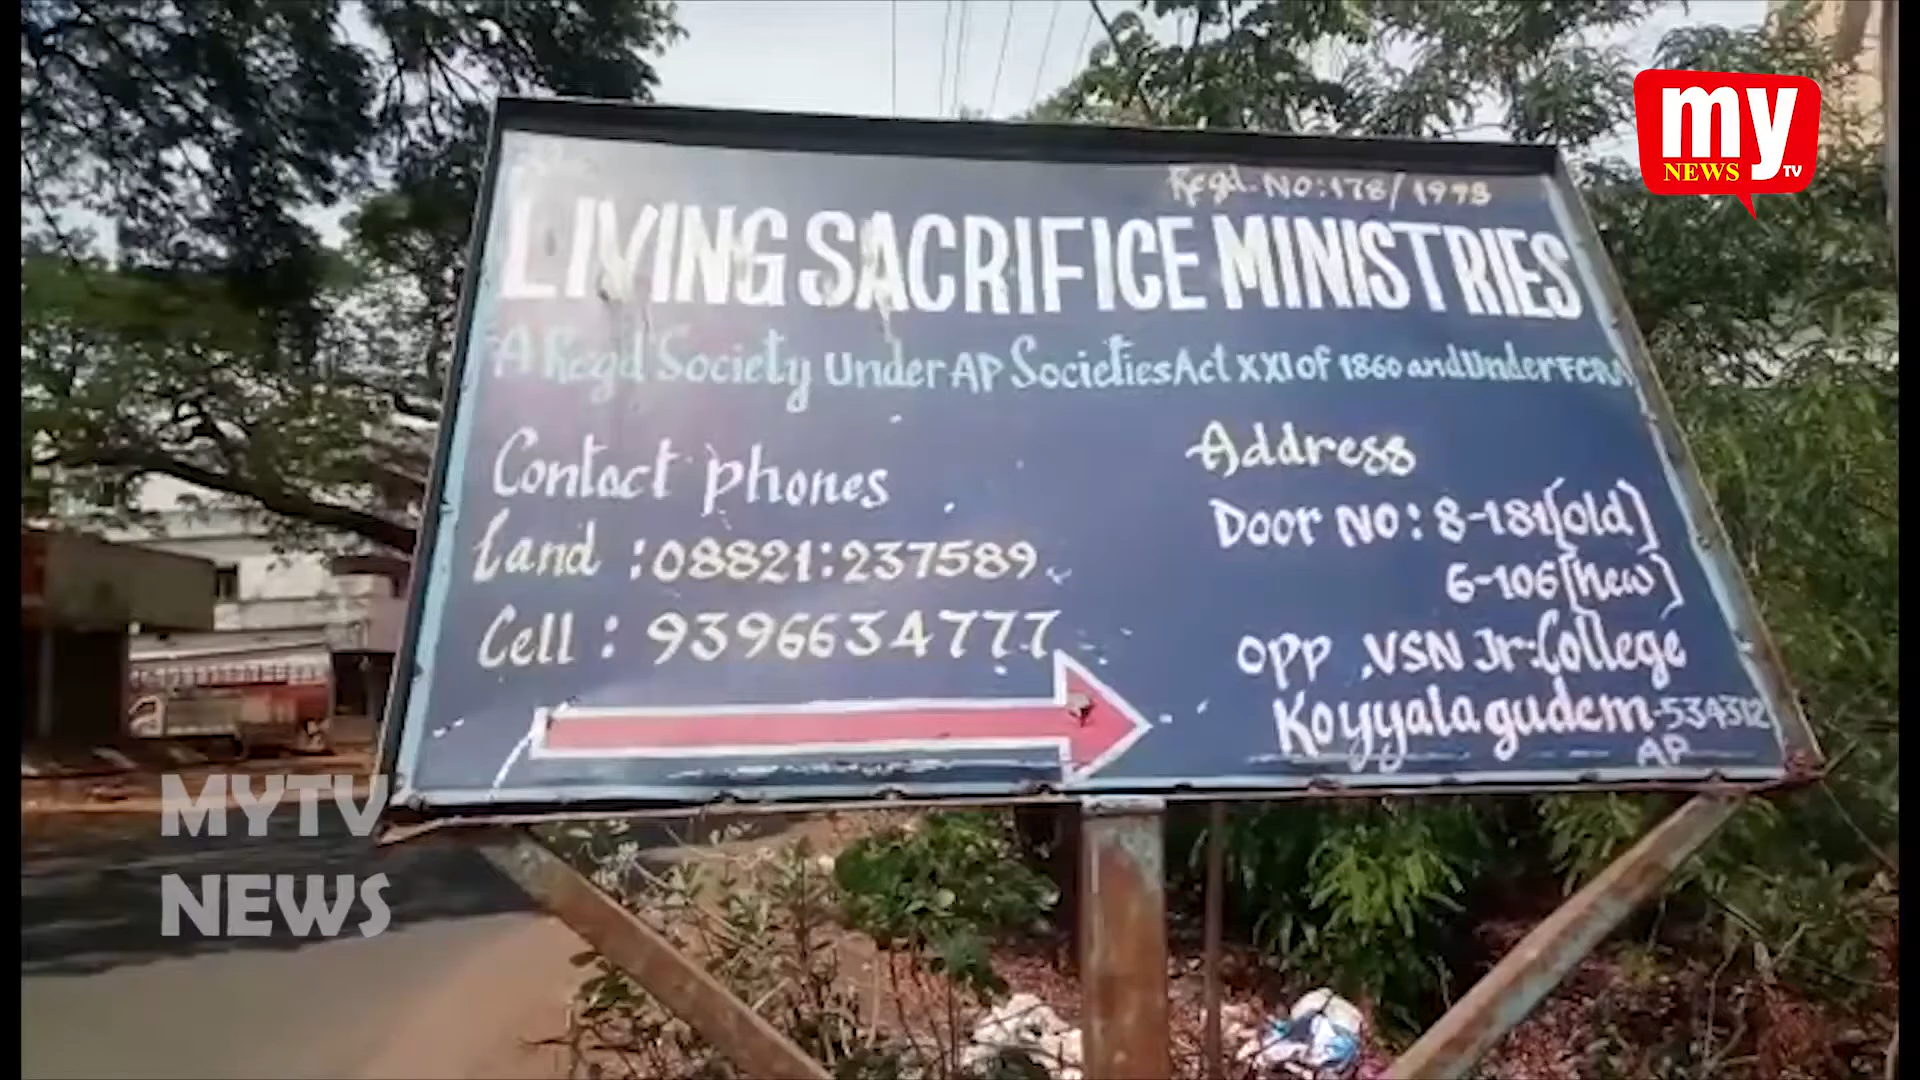 my
NEWS TV
Regd. No:178/1993
LIVING SACRIFICE MINISTRIES
A Regd Society Under AP Societies Act XXI of 1860 and Under FCRA
Contact phones
Land : 08821:237589
Cell : 9396634777
Address
Door No: 8-181[old]
6-106[new]
opp ,VSN Jr:College
Koyyalagudem-534312
AP
MYTV
NEWS